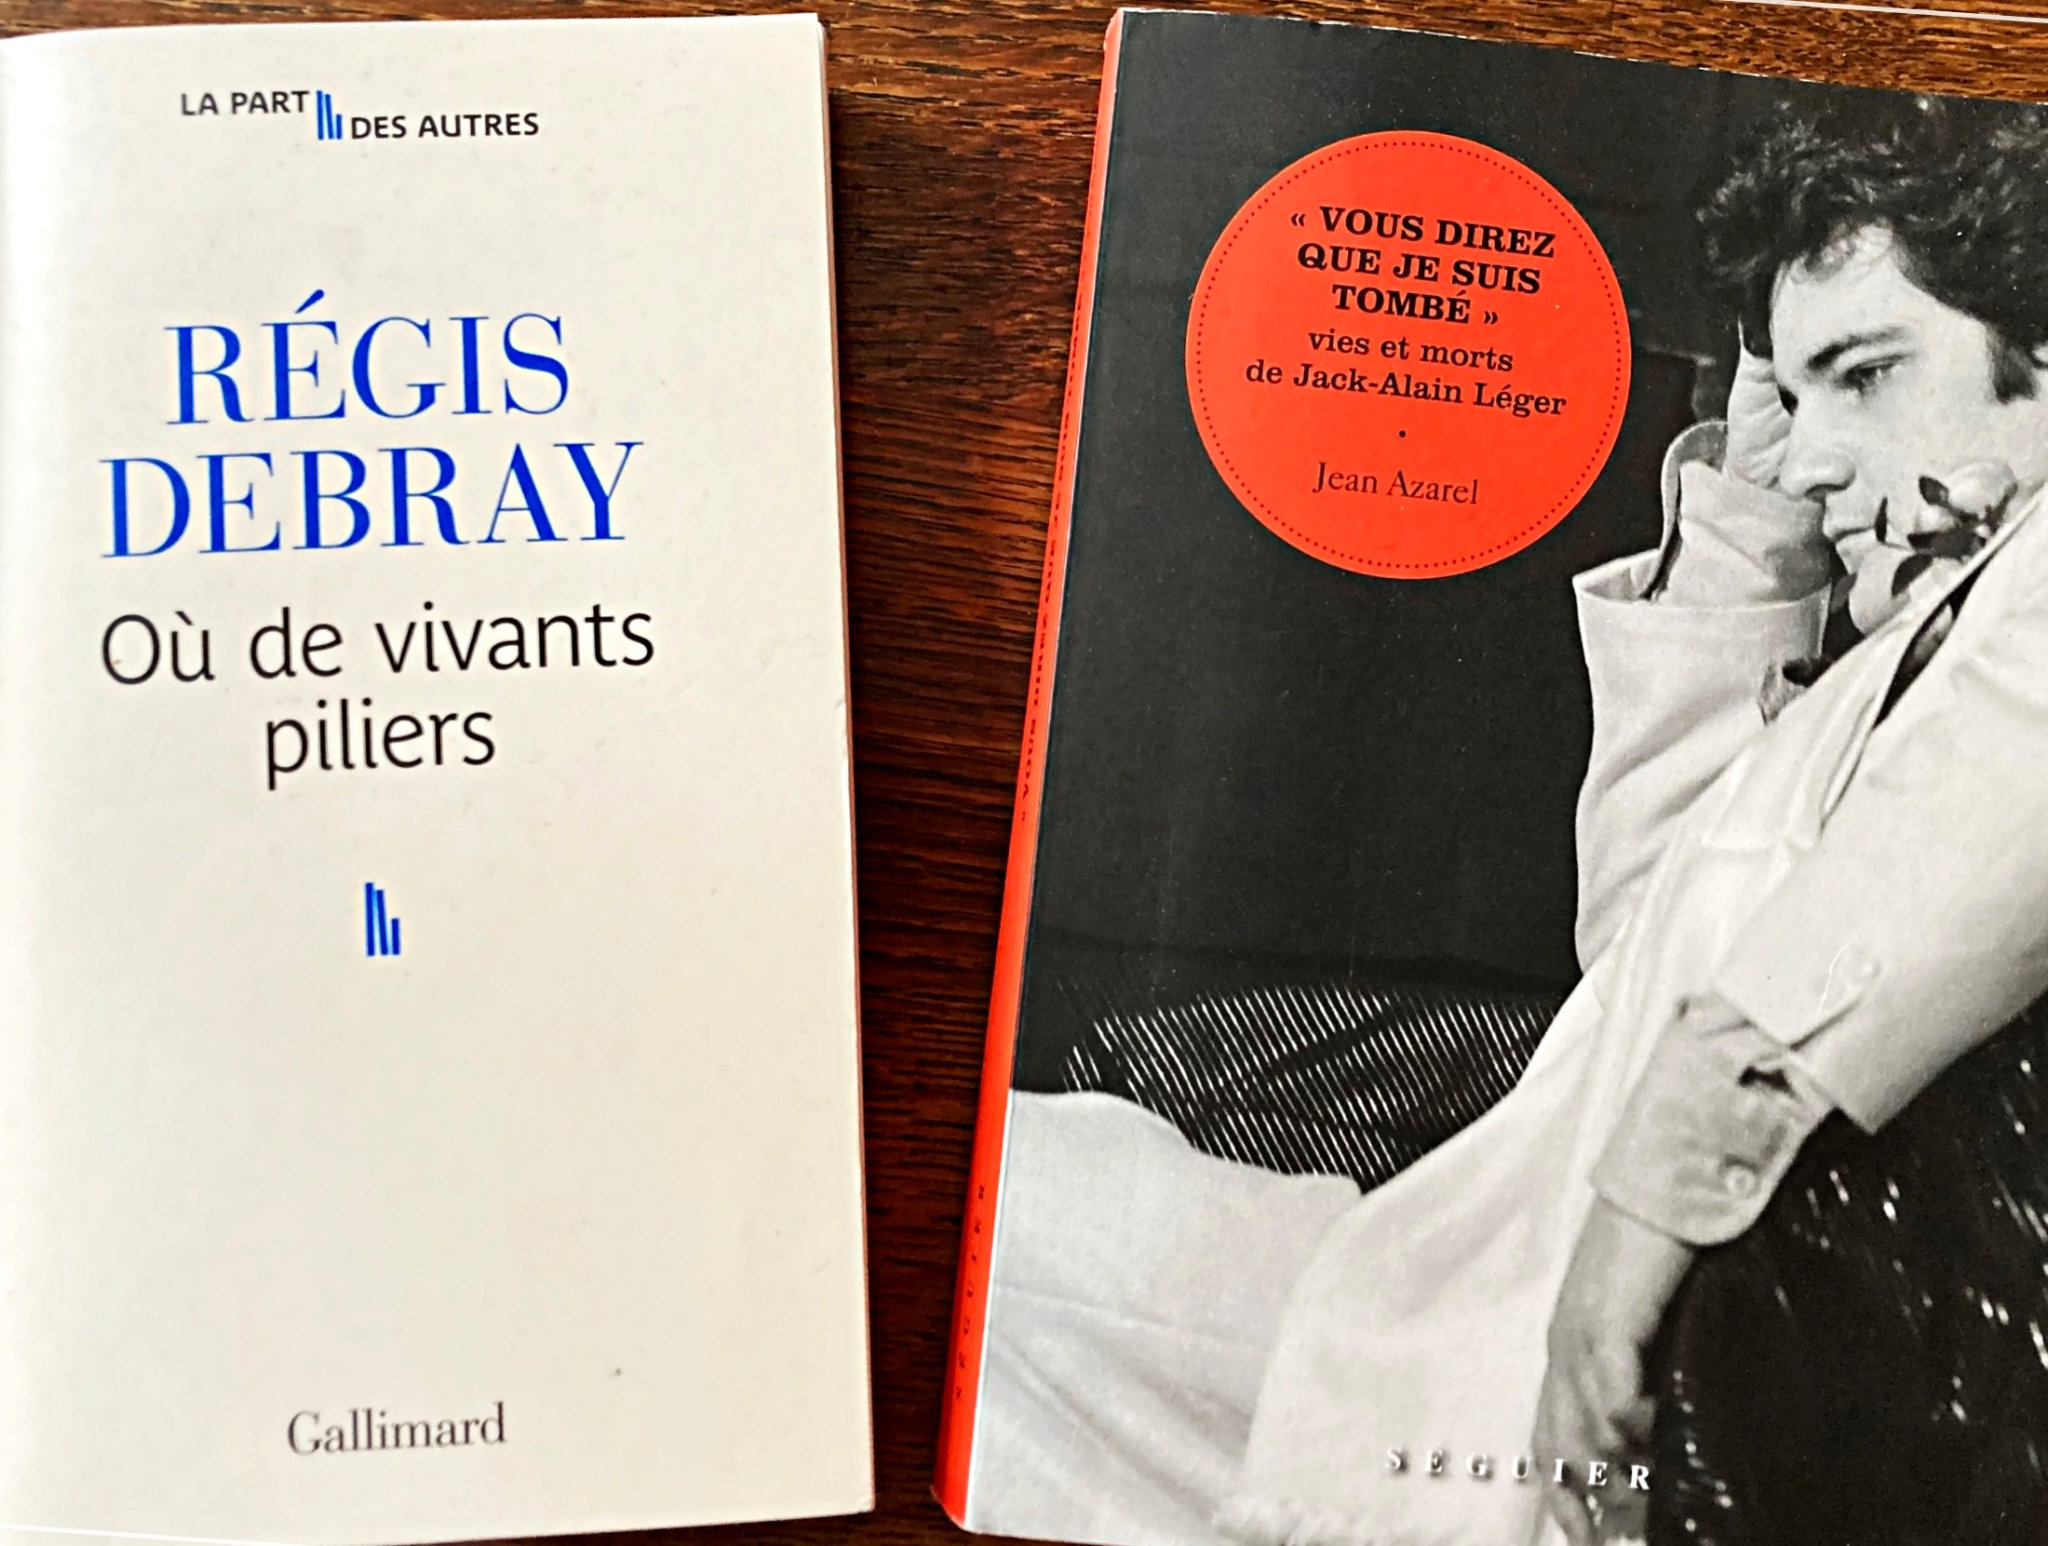 LA PART DES AUTRES
RÉGIS
DEBRAY
Où de vivants
piliers
Gallimard
« VOUS DIREZ
QUE JE SUIS
TOMBÉ »
vies et morts
de Jack-Alain Léger
Jean Azarel
SÉGUIER